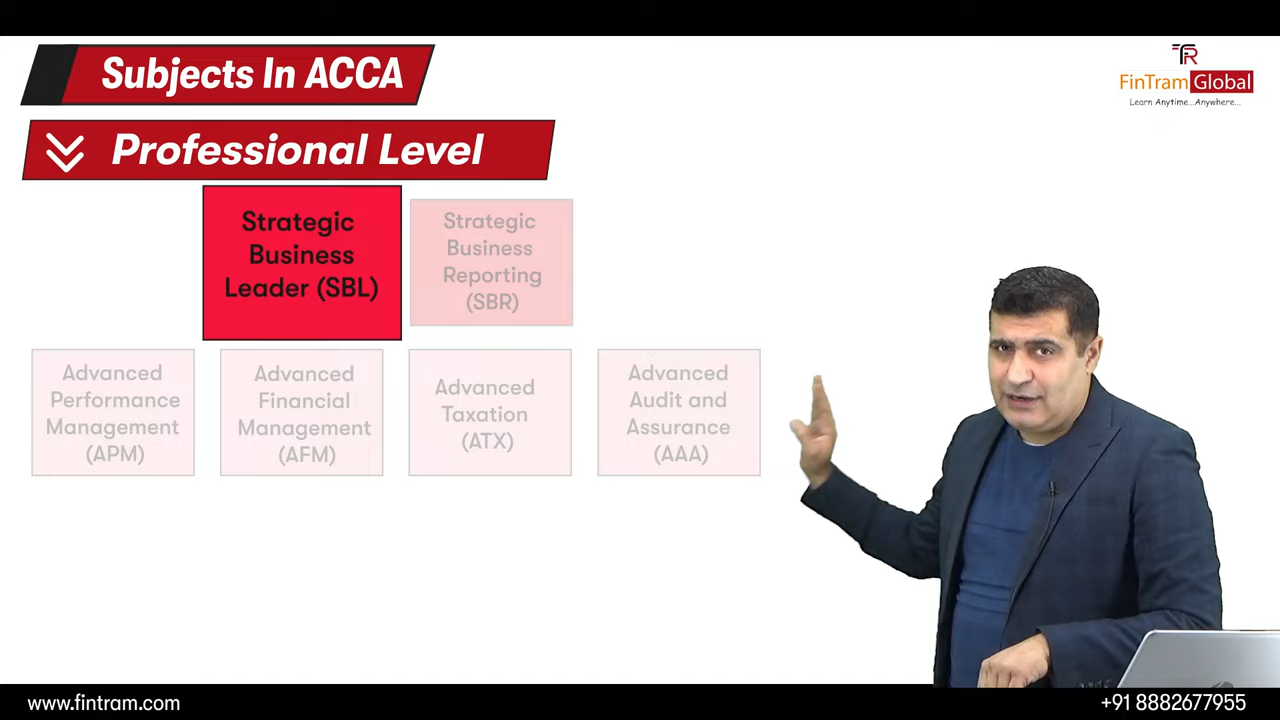 Subjects In ACCA
FinTram Global
Learn Anytime...Anywhere...
Professional Level
Strategic
Business
Leader (SBL)
Strategic
Business
Reporting
(SBR)
Advanced
Performance
Management
(APM)
Advanced
Financial
Management
(AFM)
Advanced
Taxation
(ATX)
Advanced
Audit and
Assurance
(AAA)
www.fintram.com
+91 8882677955